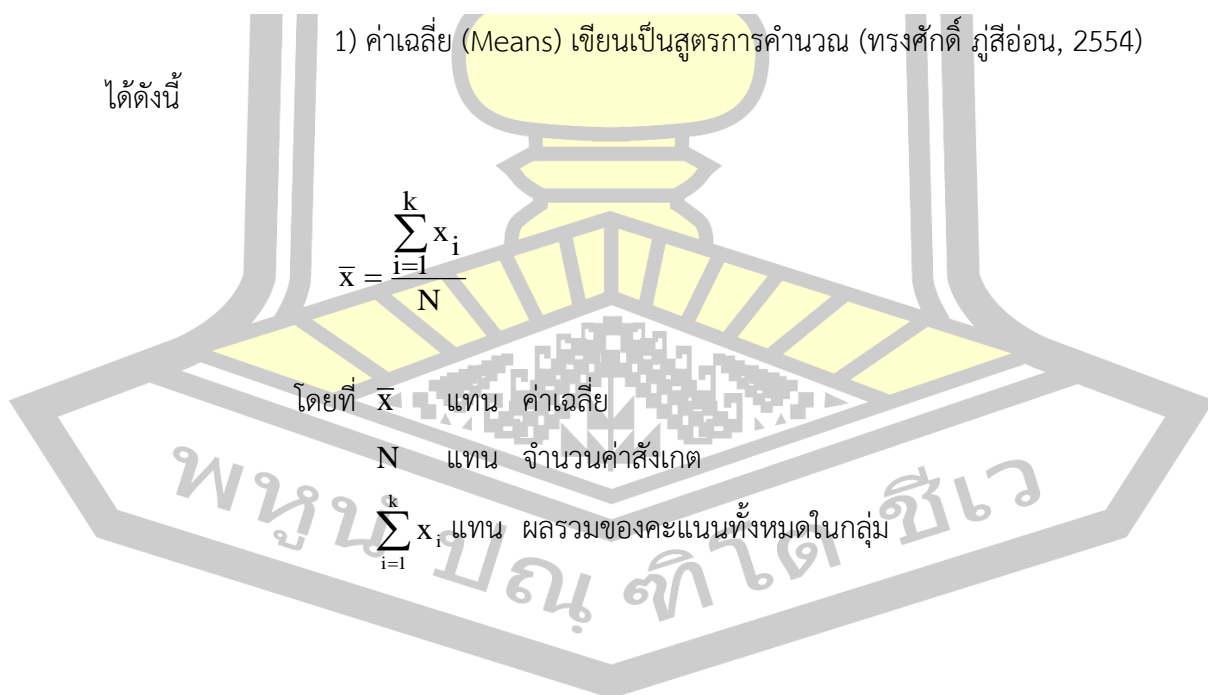 1) ค่าเฉลี่ย (Means) เขียนเป็นสูตรการคำนวณ (ทรงศักดิ์ ภู่สีอ่อน, 2554)
ได้ดังนี้
x̄ = \frac{\sum_{i=1}^{k} x_i}{N}
โดยที่ x̄ แทน ค่าเฉลี่ย
N แทน จำนวนค่าสังเกต
\sum_{i=1}^{k} x_i แทน ผลรวมของคะแนนทั้งหมดในกลุ่ม
พหูน ปณฺ ฑิโต ชีเว